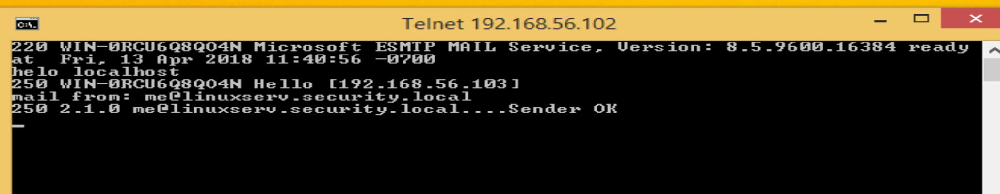 C:\.
Telnet 192.168.56.102
220 WIN-0RCU6Q8QO4N Microsoft ESMTP MAIL Service, Version: 8.5.9600.16384 ready
at  Fri, 13 Apr 2018 11:40:56 -0700
helo localhost
250 WIN-0RCU6Q8QO4N Hello [192.168.56.103]
mail from: me@linuxserv.security.local
250 2.1.0 me@linuxserv.security.local....Sender OK